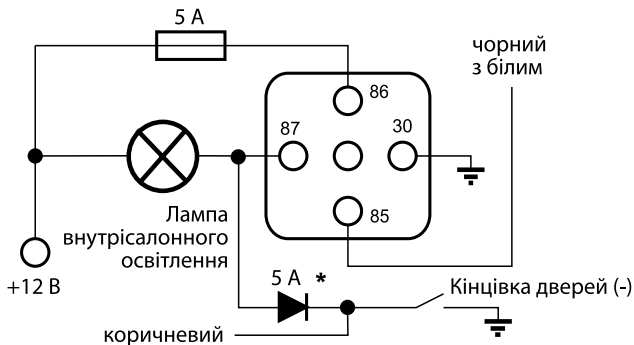 5 А
чорний
з білим
86
87
30
85
Лампа
внутрісалонного
освітлення
+12 В
5 А *
Кінцівка дверей (-)
коричневий